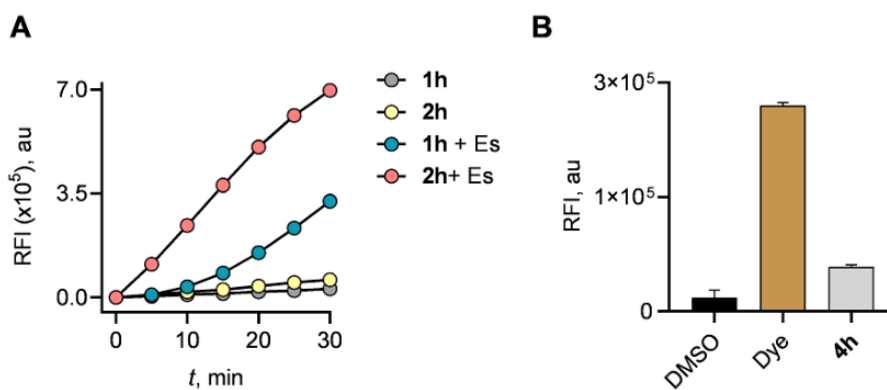 A
RFI (x10⁵), au
7.0
3.5
0.0
0
10
20
30
t, min
1h
2h
1h + Es
2h+ Es
B
RFI, au
3×10⁵
1×10⁵
0
DMSO
Dye
4h